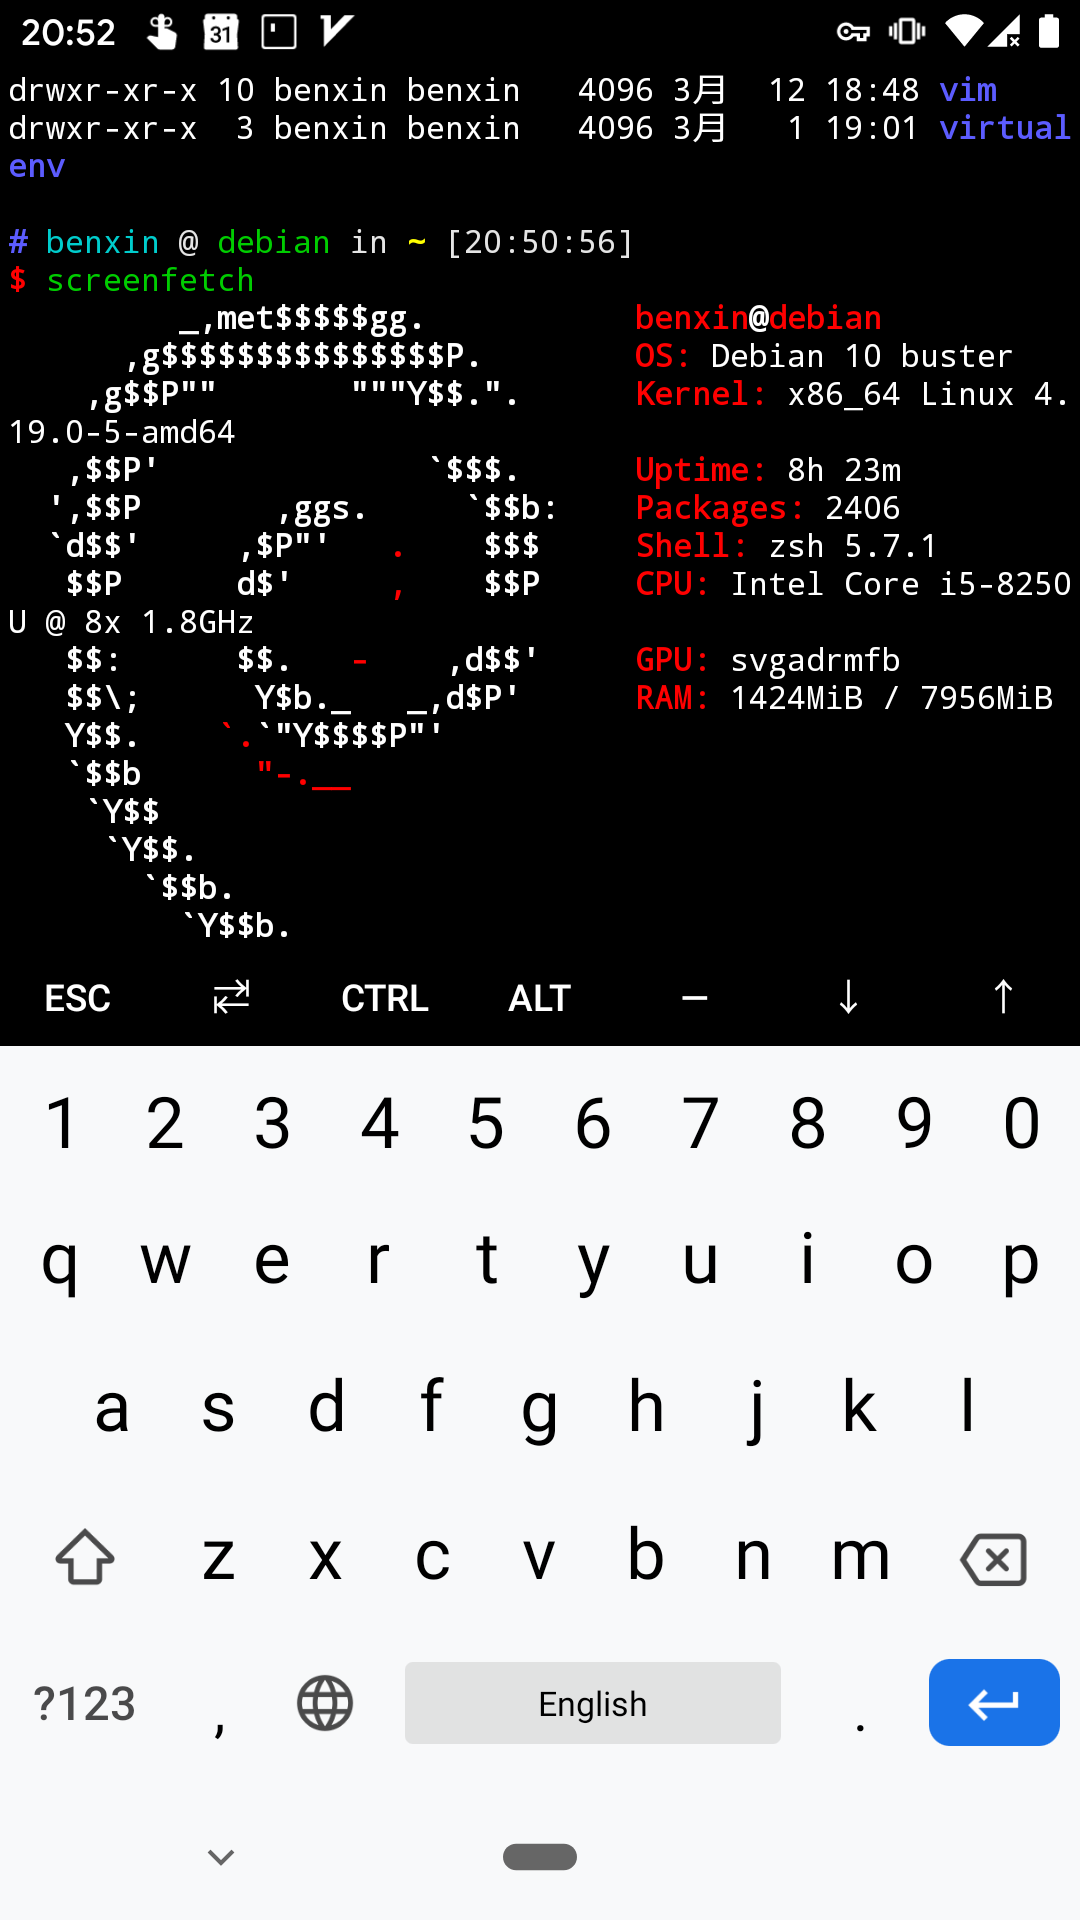 20:52 31
drwxr-xr-x 10 benxin benxin   4096 3月  12 18:48 vim
drwxr-xr-x  3 benxin benxin   4096 3月   1 19:01 virtual
env

# benxin @ debian in ~ [20:50:56]
$ screenfetch
         _,met$$$$$gg.           benxin@debian
      ,g$$$$$$$$$$$$$$$P.        OS: Debian 10 buster
    ,g$$P""       """Y$$.".      Kernel: x86_64 Linux 4.
19.0-5-amd64
   ,$$P'              `$$$.      Uptime: 8h 23m
  ',$$P       ,ggs.     `$$b:    Packages: 2406
  `d$$'     ,$P"'   .    $$$     Shell: zsh 5.7.1
   $$P      d$'     ,    $$P     CPU: Intel Core i5-8250
U @ 8x 1.8GHz
   $$:      $$.   -    ,d$$'     GPU: svgadrmfb
   $$\;      Y$b._   _,d$P'      RAM: 1424MiB / 7956MiB
   Y$$.    `.`"Y$$$$P"'
   `$$b      "-.__
    `Y$$
     `Y$$.
       `$$b.
         `Y$$b.
ESC ⇄ CTRL ALT – ↓ ↑
1 2 3 4 5 6 7 8 9 0
q w e r t y u i o p
a s d f g h j k l
z x c v b n m
?123 , English .